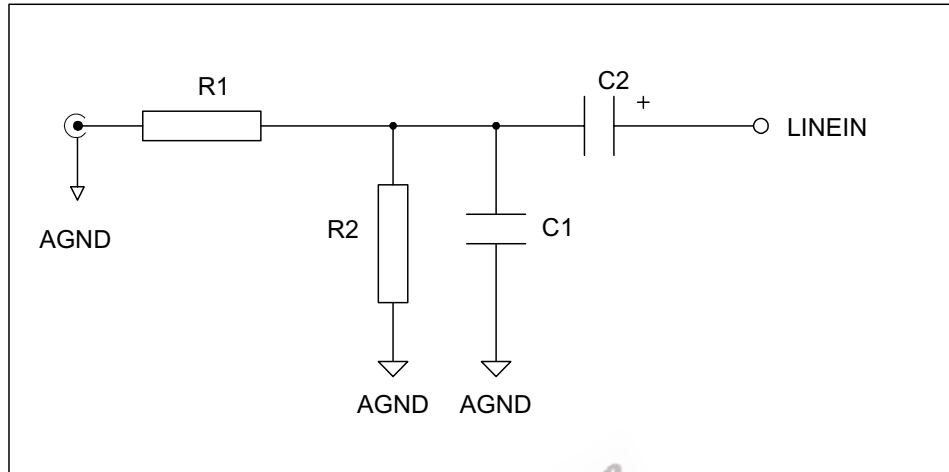 R1
C2
+
LINEIN
AGND
R2
C1
AGND
AGND